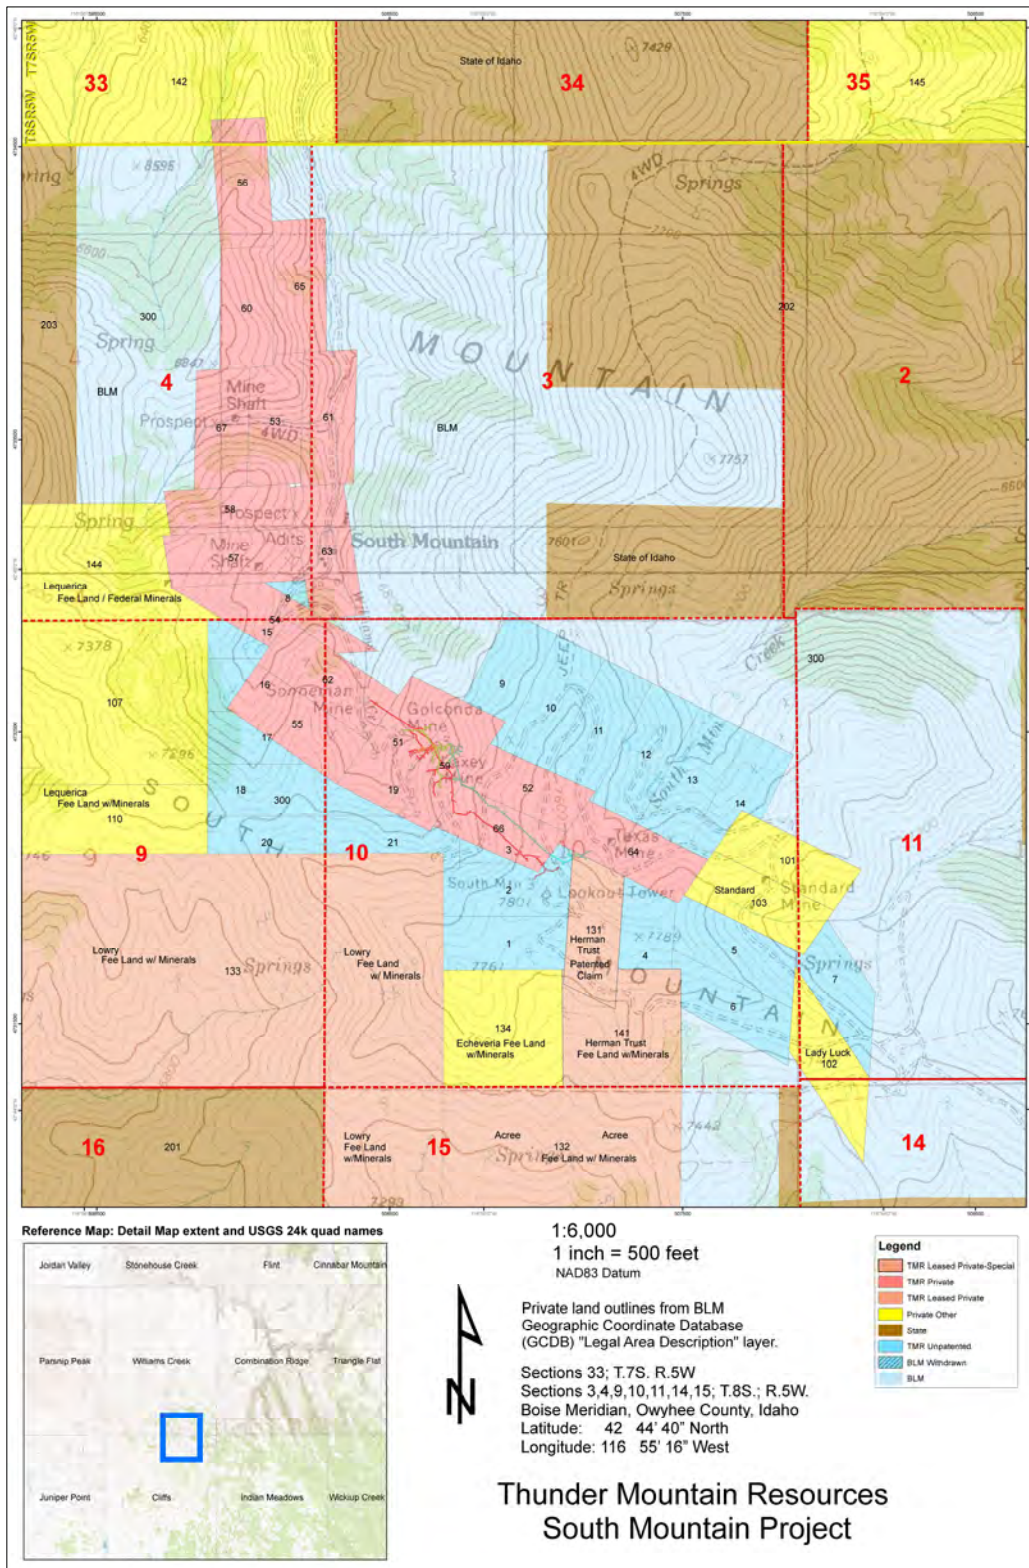 T7SR5W
T8SR5W
33
142
State of Idaho
34
7429
35
145
8595
Spring
56
4WD
Springs
6600
65
60
203
300
Spring
6847
4
BLM
Mine
Shaft
Prospect
53
67
4WD
61
MOUNTAIN
3
BLM
7757
202
2
58
Spring
Prospect
Adits
Mine
Shaft
57
63
South Mountain
144
Lequerica
Fee Land / Federal Minerals
7601
State of Idaho
Springs
TR
8
54
15
7378
107
16
62
Sonneman
Mine
55
17
7296
Lequerica
Fee Land w/Minerals
110
18
300
20
9
10
Golconda
Mine
51
59
19
66
21
3
52
9
10
11
12
13
14
JEEP
South Mtn
Creek
300
11
Texas
Mine
64
101
Standard
103
Standard
Mine
South Mtn 3
2
7801
Lookout Tower
1
131
Herman
Trust
Patented
Claim
7789
4
5
6
7
Springs
SOUTH
MOUNTAIN
Lowry
Fee Land w/ Minerals
133
Springs
Lowry
Fee Land
w/ Minerals
7761
134
Echeveria Fee Land
w/Minerals
141
Herman Trust
Fee Land w/Minerals
Lady Luck
102
16
201
Lowry
Fee Land
w/Minerals
15
Acree
Acree
132
Fee Land w/ Minerals
7442
7293
14
Reference Map: Detail Map extent and USGS 24k quad names
Jordan Valley
Stonehouse Creek
Flint
Cinnabar Mountain
Parsnip Peak
Williams Creek
Combination Ridge
Triangle Flat
Juniper Point
Cliffs
Indian Meadows
Wickiup Creek
1:6,000
1 inch = 500 feet
NAD83 Datum
Private land outlines from BLM
Geographic Coordinate Database
(GCDB) "Legal Area Description" layer.
Sections 33; T.7S. R.5W
Sections 3,4,9,10,11,14,15; T.8S.; R.5W.
Boise Meridian, Owyhee County, Idaho
Latitude: 42 44' 40" North
Longitude: 116 55' 16" West
N
Legend
TMR Leased Private-Special
TMR Private
TMR Leased Private
Private Other
State
TMR Unpatented
BLM Withdrawn
BLM
Thunder Mountain Resources
South Mountain Project